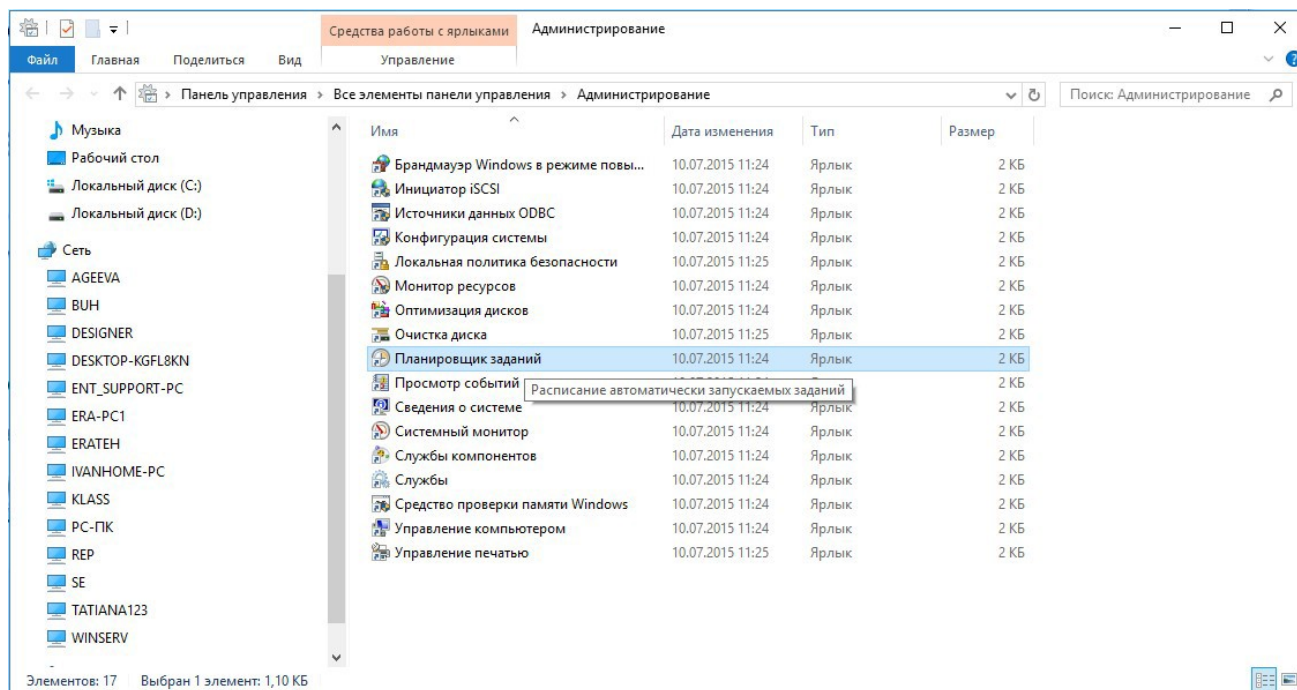 Средства работы с ярлыками Администрирование
Файл Главная Поделиться Вид Управление
Панель управления Все элементы панели управления Администрирование Поиск: Администрирование
Музыка
Рабочий стол
Локальный диск (C:)
Локальный диск (D:)
Сеть
AGEEVA
BUH
DESIGNER
DESKTOP-KGFL8KN
ENT_SUPPORT-PC
ERA-PC1
ERATEH
IVANHOME-PC
KLASS
PC-ПК
REP
SE
TATIANA123
WINSERV
Имя Дата изменения Тип Размер
Брандмауэр Windows в режиме повы... 10.07.2015 11:24 Ярлык 2 КБ
Инициатор iSCSI 10.07.2015 11:24 Ярлык 2 КБ
Источники данных ODBC 10.07.2015 11:24 Ярлык 2 КБ
Конфигурация системы 10.07.2015 11:24 Ярлык 2 КБ
Локальная политика безопасности 10.07.2015 11:25 Ярлык 2 КБ
Монитор ресурсов 10.07.2015 11:24 Ярлык 2 КБ
Оптимизация дисков 10.07.2015 11:24 Ярлык 2 КБ
Очистка диска 10.07.2015 11:25 Ярлык 2 КБ
Планировщик заданий 10.07.2015 11:24 Ярлык 2 КБ
Просмотр событий 2 КБ
Расписание автоматически запускаемых заданий
Сведения о системе 10.07.2015 11:24 Ярлык 2 КБ
Системный монитор 10.07.2015 11:24 Ярлык 2 КБ
Службы компонентов 10.07.2015 11:24 Ярлык 2 КБ
Службы 10.07.2015 11:24 Ярлык 2 КБ
Средство проверки памяти Windows 10.07.2015 11:24 Ярлык 2 КБ
Управление компьютером 10.07.2015 11:24 Ярлык 2 КБ
Управление печатью 10.07.2015 11:25 Ярлык 2 КБ
Элементов: 17 Выбран 1 элемент: 1,10 КБ